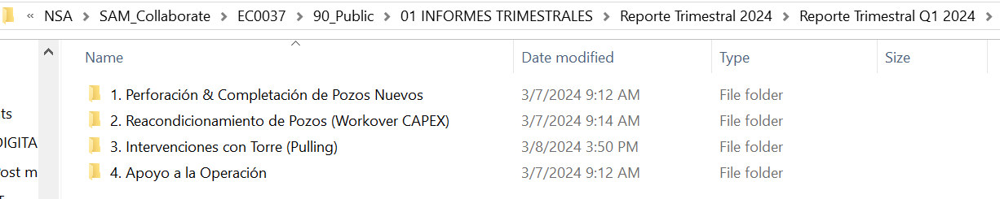 « NSA > SAM_Collaborate > EC0037 > 90_Public > 01 INFORMES TRIMESTRALES > Reporte Trimestral 2024 > Reporte Trimestral Q1 2024 >
Name Date modified Type Size
1. Perforación & Completación de Pozos Nuevos 3/7/2024 9:12 AM File folder
ts
2. Reacondicionamiento de Pozos (Workover CAPEX) 3/7/2024 9:14 AM File folder
DIGITA
3. Intervenciones con Torre (Pulling) 3/8/2024 3:50 PM File folder
Post m
4. Apoyo a la Operación 3/7/2024 9:12 AM File folder